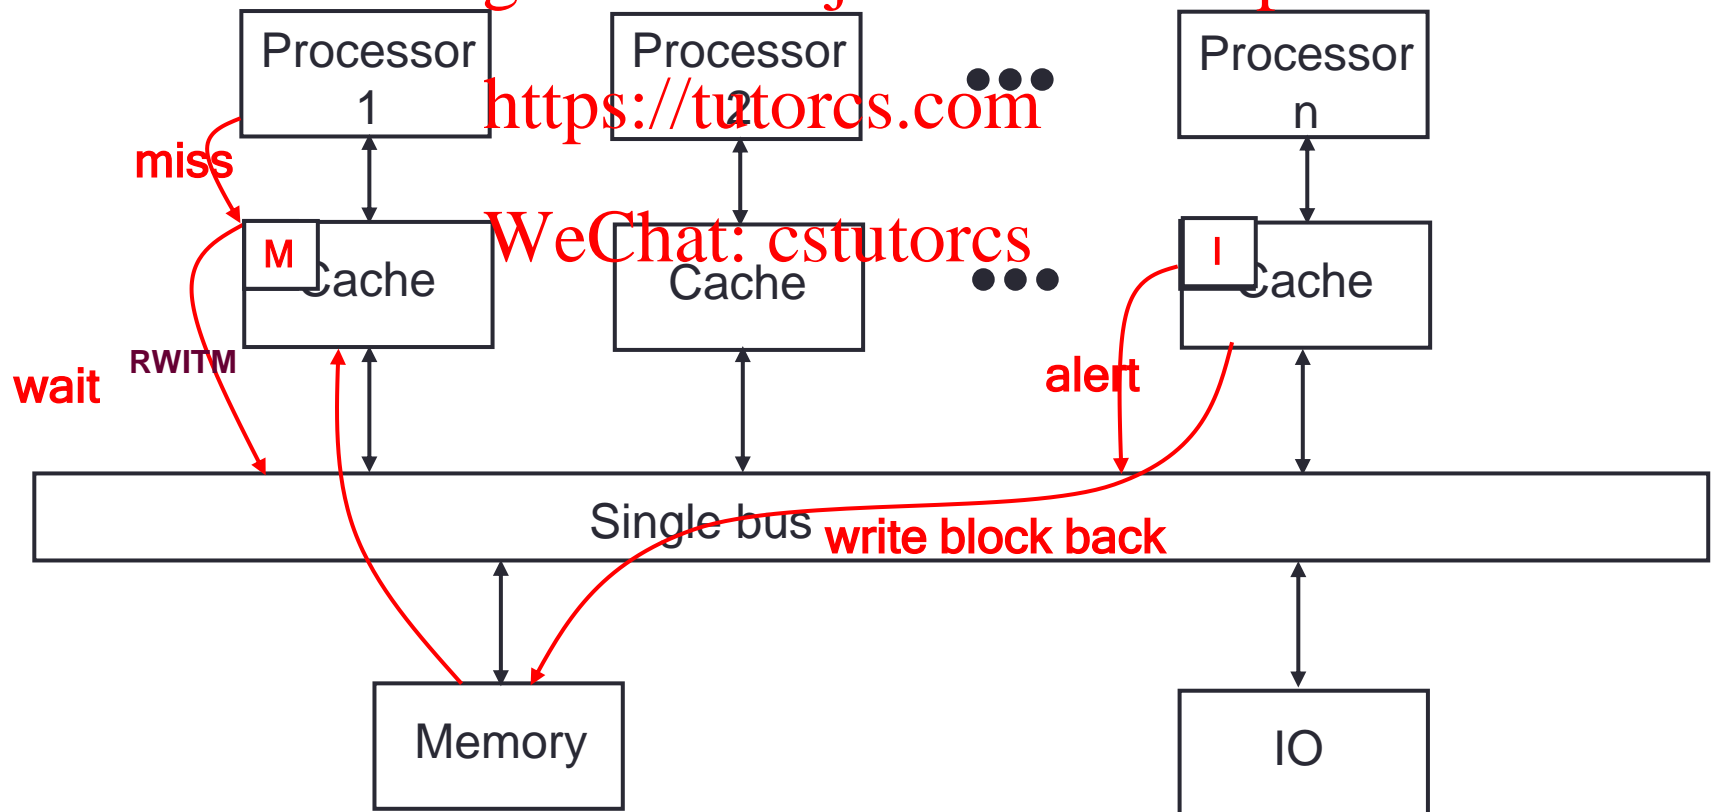 Processor
1
Processor
2
Processor
n
https://tutorcs.com
miss
WeChat: cstutorcs
M
Cache
Cache
I
Cache
RWITM
wait
alert
Single bus
write block back
Memory
IO